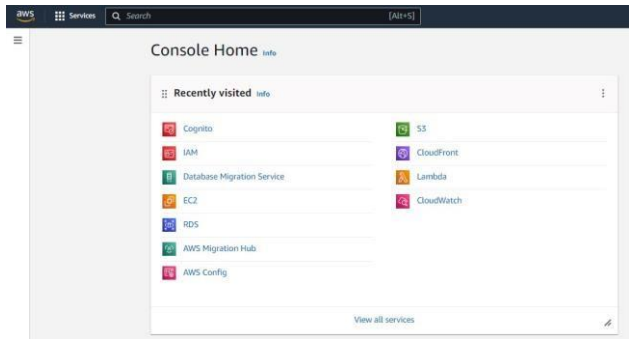 aws Services Search [Alt+S]
Console Home Info
Recently visited Info
Cognito
IAM
Database Migration Service
EC2
RDS
AWS Migration Hub
AWS Config
S3
CloudFront
Lambda
CloudWatch
View all services